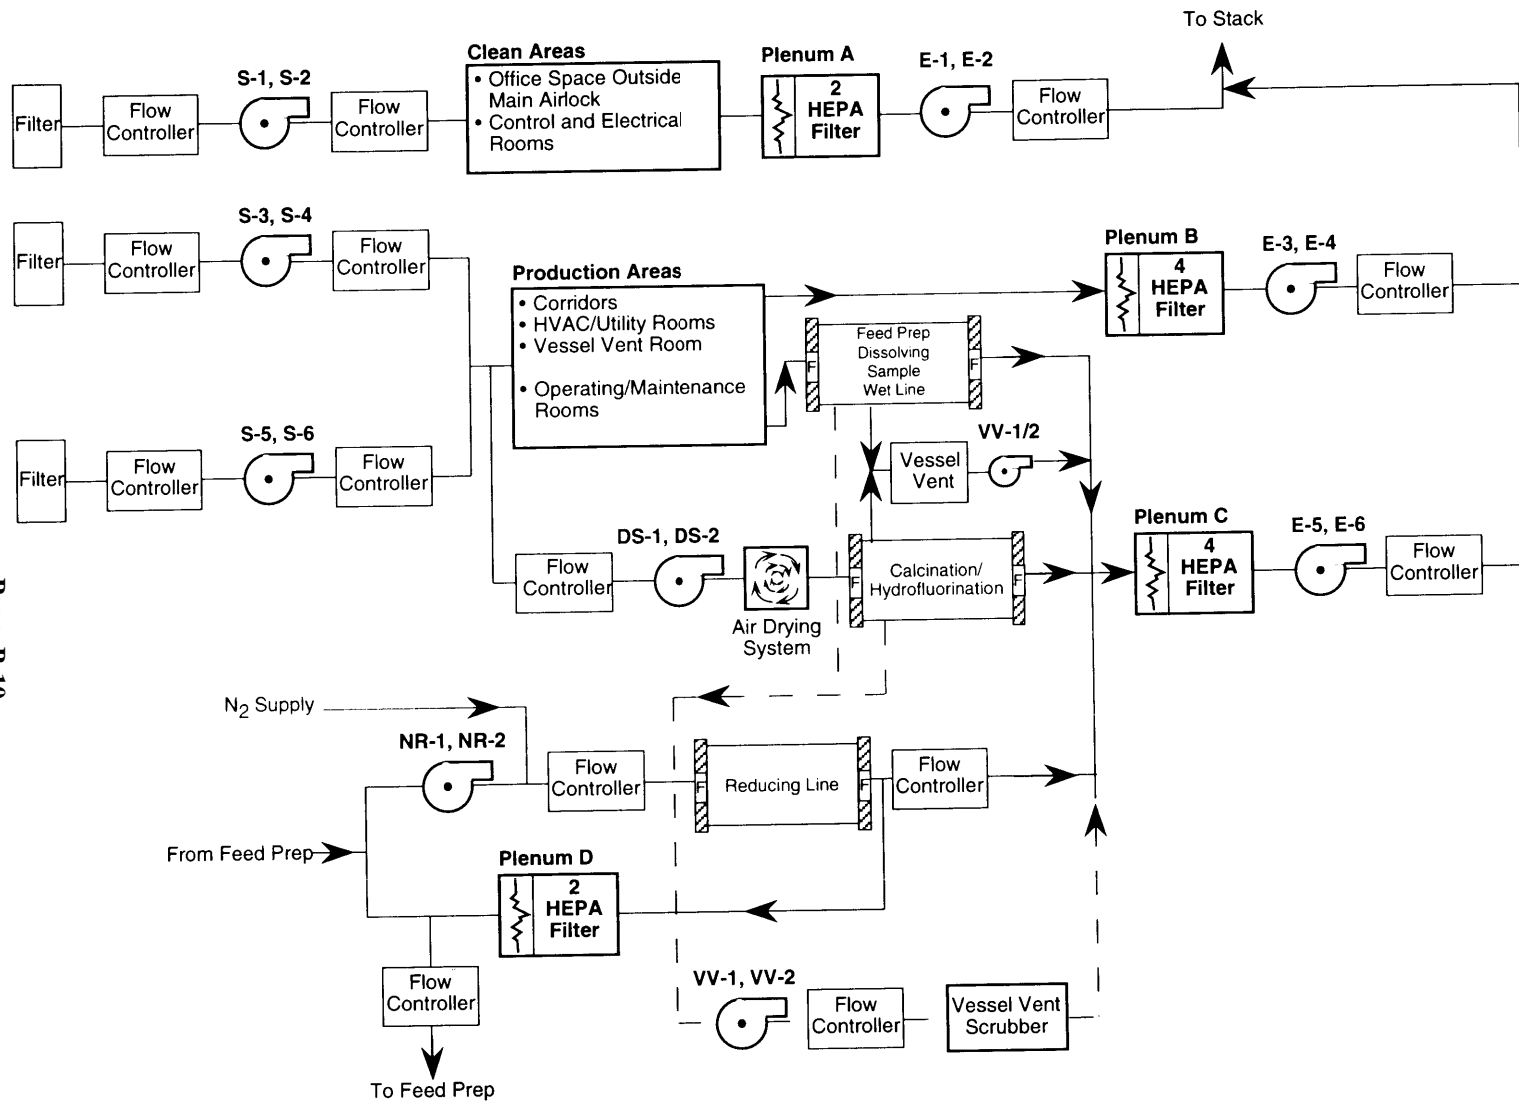 To Stack
Clean Areas
Plenum A
E-1, E-2
S-1, S-2
• Office Space Outside
Main Airlock
• Control and Electrical
Rooms
2
HEPA
Filter
Filter
Flow
Controller
Flow
Controller
Flow
Controller
S-3, S-4
Plenum B
E-3, E-4
Filter
Flow
Controller
Flow
Controller
Production Areas
• Corridors
• HVAC/Utility Rooms
• Vessel Vent Room
• Operating/Maintenance
Rooms
4
HEPA
Filter
Flow
Controller
F
Feed Prep
Dissolving
Sample
Wet Line
F
S-5, S-6
VV-1/2
Filter
Flow
Controller
Flow
Controller
Vessel
Vent
Plenum C
E-5, E-6
DS-1, DS-2
Flow
Controller
Air Drying
System
F
Calcination/
Hydrofluorination
F
4
HEPA
Filter
Flow
Controller
N2 Supply
NR-1, NR-2
Flow
Controller
F
Reducing Line
F
Flow
Controller
From Feed Prep
Plenum D
2
HEPA
Filter
Flow
Controller
VV-1, VV-2
Flow
Controller
Vessel Vent
Scrubber
To Feed Prep